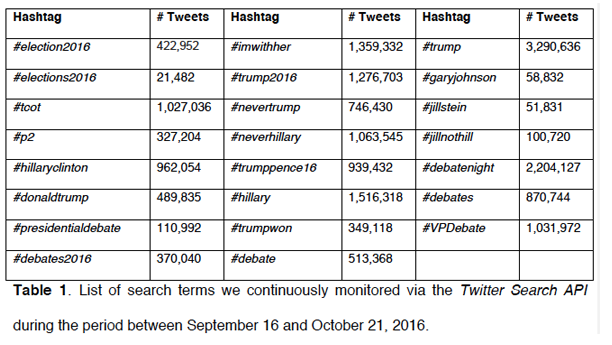 Hashtag # Tweets Hashtag # Tweets Hashtag # Tweets
#election2016 422,952 #imwithher 1,359,332 #trump 3,290,636
#elections2016 21,482 #trump2016 1,276,703 #garyjohnson 58,832
#tcot 1,027,036 #nevertrump 746,430 #jillstein 51,831
#p2 327,204 #neverhillary 1,063,545 #jillnothill 100,720
#hillaryclinton 962,054 #trumppence16 939,432 #debatenight 2,204,127
#donaldtrump 489,835 #hillary 1,516,318 #debates 870,744
#presidentialdebate 110,992 #trumpwon 349,118 #VPDebate 1,031,972
#debates2016 370,040 #debate 513,368
Table 1. List of search terms we continuously monitored via the Twitter Search API
during the period between September 16 and October 21, 2016.